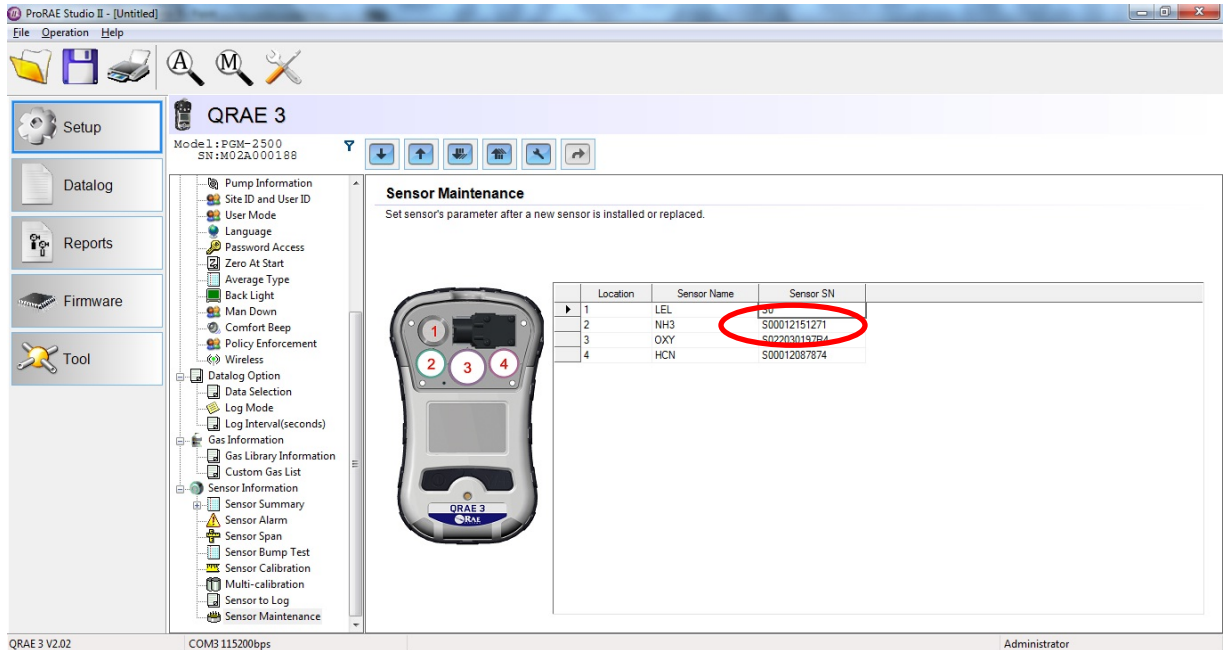 ProRAE Studio II - [Untitled]
File Operation Help
A M
QRAE 3
Model:PGM-2500
SN:M02A000188
Setup
Datalog
Reports
Firmware
Tool
Pump Information
Site ID and User ID
User Mode
Language
Password Access
Zero At Start
Average Type
Back Light
Man Down
Comfort Beep
Policy Enforcement
Wireless
Datalog Option
Data Selection
Log Mode
Log Interval(seconds)
Gas Information
Gas Library Information
Custom Gas List
Sensor Information
Sensor Summary
Sensor Alarm
Sensor Span
Sensor Bump Test
Sensor Calibration
Multi-calibration
Sensor to Log
Sensor Maintenance
Sensor Maintenance
Set sensor's parameter after a new sensor is installed or replaced.
1
2 3 4
QRAE 3
RAE
Location Sensor Name Sensor SN
1 LEL S0
2 NH3 S00012151271
3 OXY S022030197R4
4 HCN S00012087874
QRAE 3 V2.02 COM3 115200bps Administrator